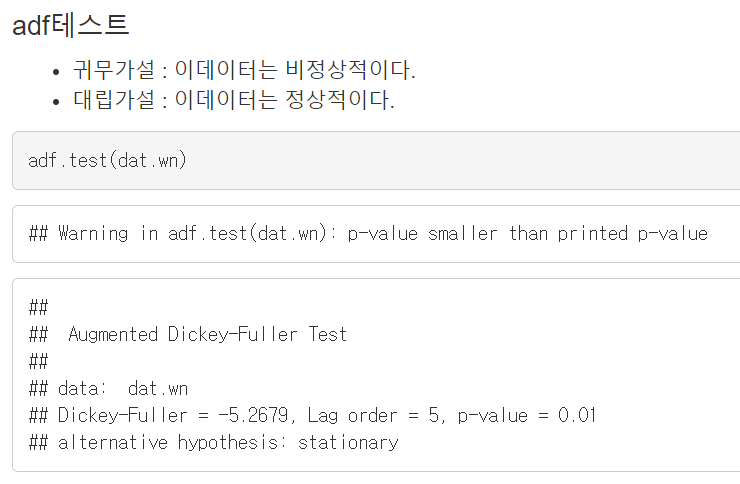 adf테스트
• 귀무가설 : 이데이터는 비정상적이다.
• 대립가설 : 이데이터는 정상적이다.
adf.test(dat.wn)
## Warning in adf.test(dat.wn): p-value smaller than printed p-value
##
##  Augmented Dickey-Fuller Test
##
## data:  dat.wn
## Dickey-Fuller = -5.2679, Lag order = 5, p-value = 0.01
## alternative hypothesis: stationary